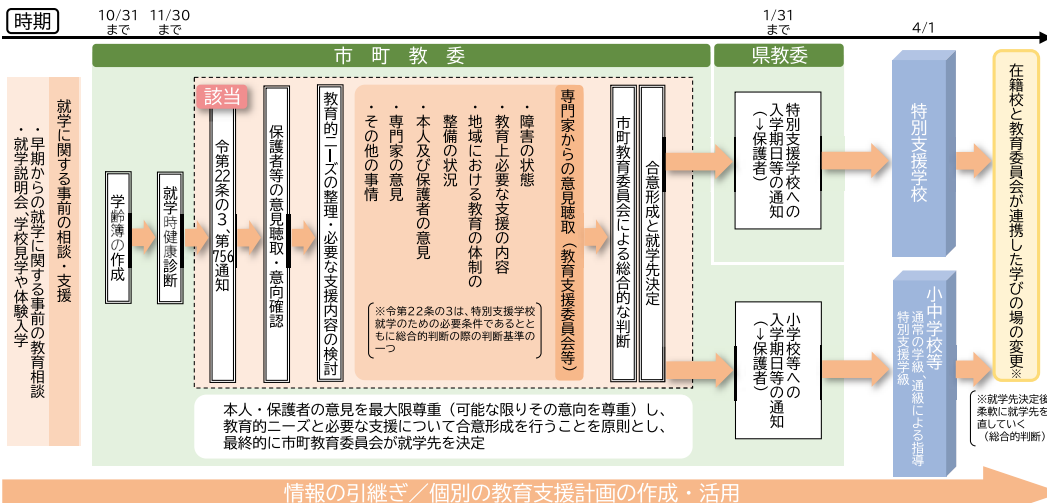 時期
10/31
まで
11/30
まで
1/31
まで
4/1
市町教委
県教委
就学に関する事前の相談・支援
・早期からの就学に関する事前の教育相談
・就学説明会、学校見学や体験入学
学齢簿の作成
就学時健康診断
該当
令第22条の3、第
756通知
保護者等の意見聴取・意向確認
教育的ニーズの整理・必要な支援内容の検討
専門家からの意見聴取（教育支援委員会等）
・障害の状態
・教育上必要な支援の内容
・地域における教育の体制の
整備の状況
・本人及び保護者の意見
・専門家の意見
・その他の事情
※令第22条の3は、特別支援学校
就学のための必要条件であるとと
もに総合的判断の際の判断基準の
一つ
市町教育委員会による総合的な判断
合意形成と就学先決定
本人・保護者の意見を最大限尊重（可能な限りその意向を尊重）し、
教育的ニーズと必要な支援について合意形成を行うことを原則とし、
最終的に市町教育委員会が就学先を決定
特別支援学校への
入学期日等の通知
（→保護者）
小学校等への
入学期日等の通知
（→保護者）
特別支援学校
小中学校等
通常の学級、通級による指導
特別支援学級
在籍校と教育委員会が連携した学びの場の変更※
※就学先決定後
柔軟に就学先を
直していく
（総合的判断）
情報の引継ぎ／個別の教育支援計画の作成・活用